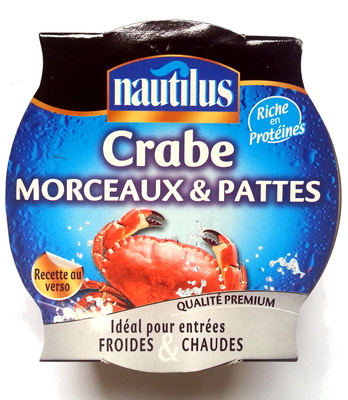 nautilus
Riche
en
Protéines
Crabe
MORCEAUX & PATTES
Recette au
verso
QUALITÉ PREMIUM
Idéal pour entrées
FROIDES & CHAUDES